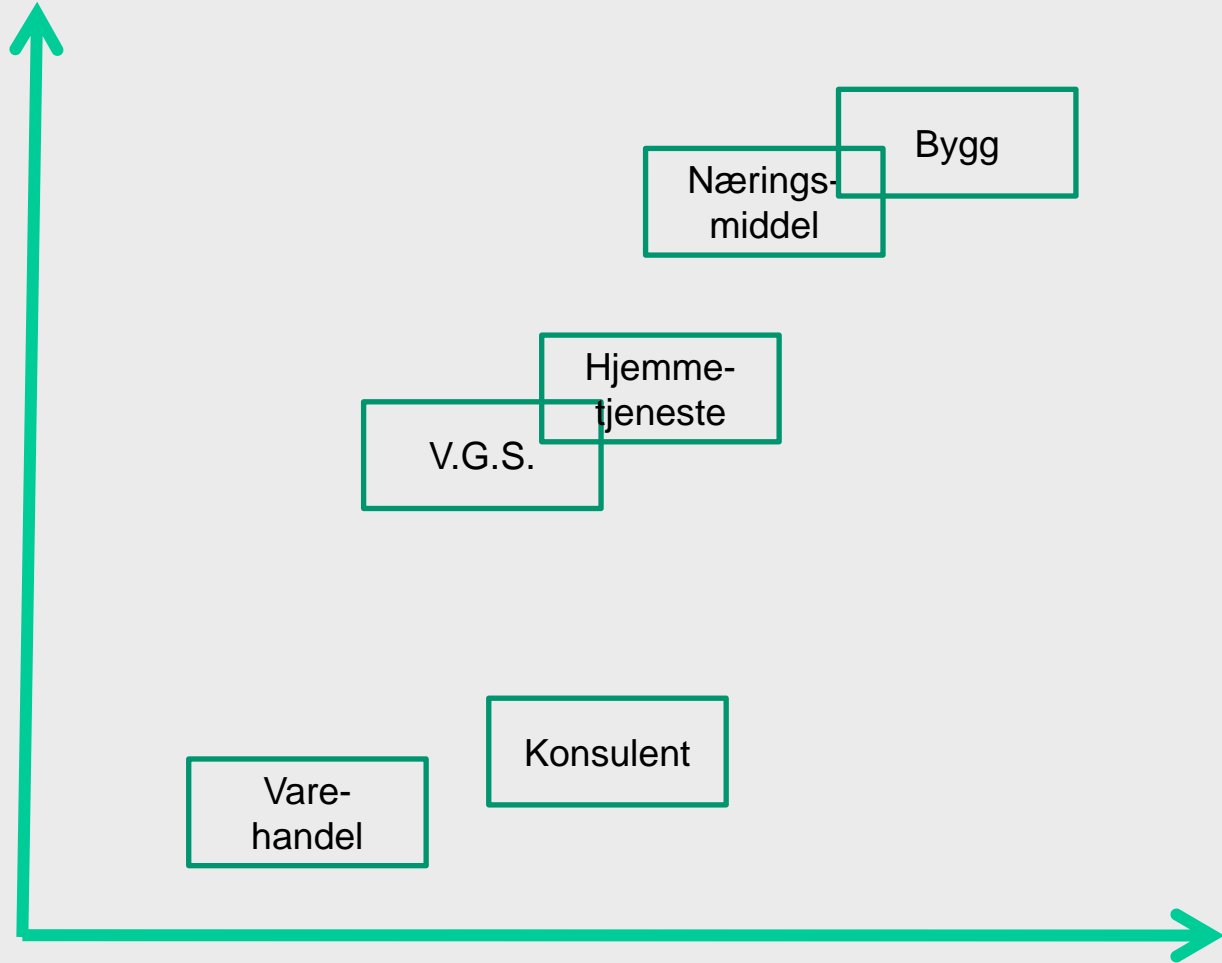 Bygg
Nærings-
middel
Hjemme-
tjeneste
V.G.S.
Konsulent
Vare-
handel